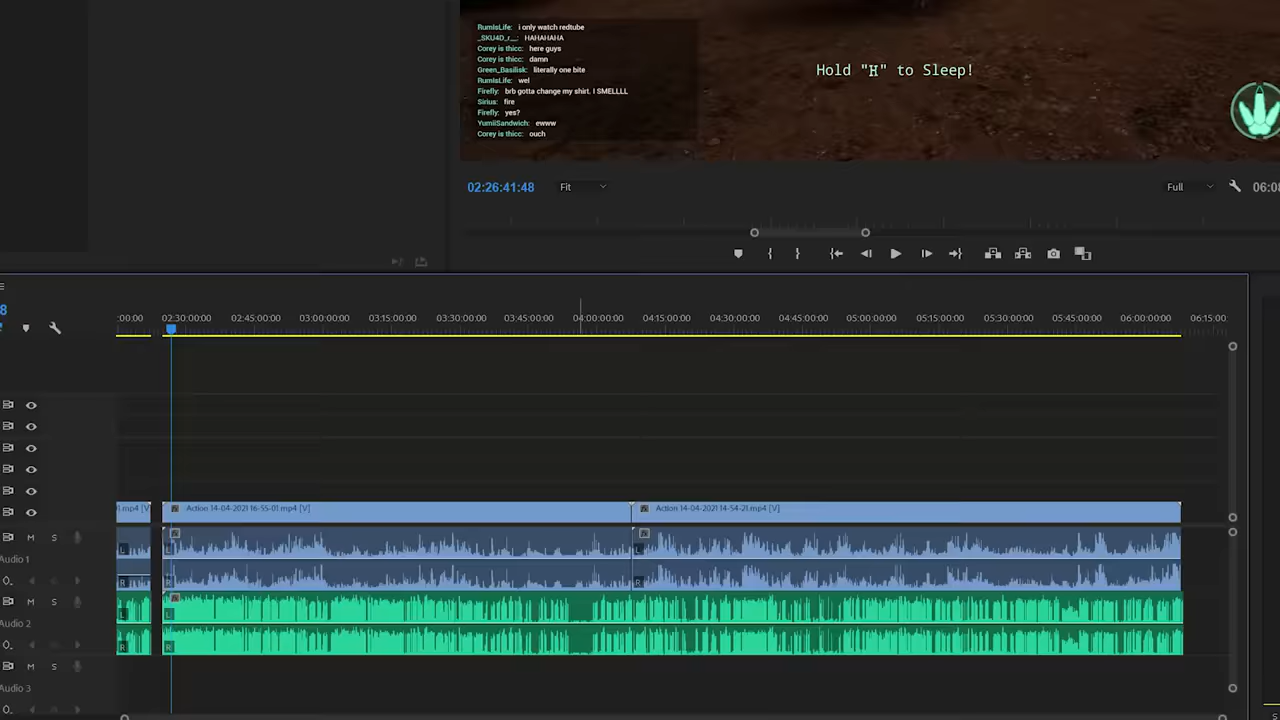 RumIsLife: i only watch redtube
_SKU4D_r__: HAHAHAHA
Corey is thicc: here guys
Corey is thicc: damn
Green_Basilisk: literally one bite
RumIsLife: wel
Firefly: brb gotta change my shirt. I SMELLLL
Sirius: fire
Firefly: yes?
YumiiSandwich: ewww
Corey is thicc: ouch
Hold "H" to Sleep!
02:26:41:48 Fit Full 06:08
8
:00:00 02:30:00:00 02:45:00:00 03:00:00:00 03:15:00:00 03:30:00:00 03:45:00:00 04:00:00:00 04:15:00:00 04:30:00:00 04:45:00:00 05:00:00:00 05:15:00:00 05:30:00:00 05:45:00:00 06:00:00:00 06:15:00:
.mp4 [V] Action 14-04-2021 16-55-01.mp4 [V] Action 14-04-2021 14-54-21.mp4 [V]
M S
L L L
Audio 1
R R R
M S
L L
Audio 2
R R
M S
Audio 3